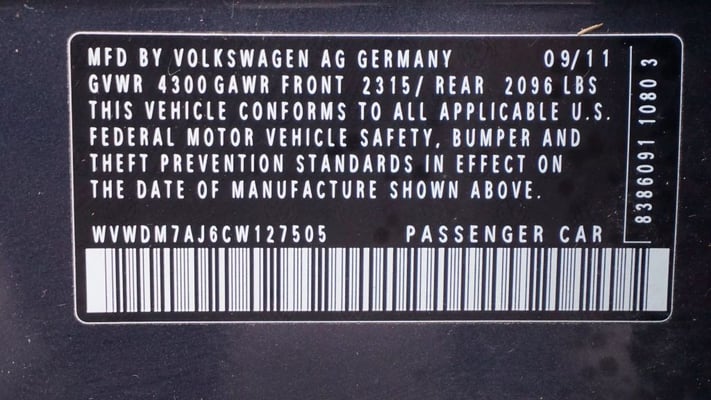 MFD BY VOLKSWAGEN AG GERMANY 09/11
GVWR 4300 GAWR FRONT 2315/ REAR 2096 LBS
THIS VEHICLE CONFORMS TO ALL APPLICABLE U.S.
FEDERAL MOTOR VEHICLE SAFETY, BUMPER AND
THEFT PREVENTION STANDARDS IN EFFECT ON
THE DATE OF MANUFACTURE SHOWN ABOVE.
WVWDM7AJ6CW127505 PASSENGER CAR
8386091 1080 3